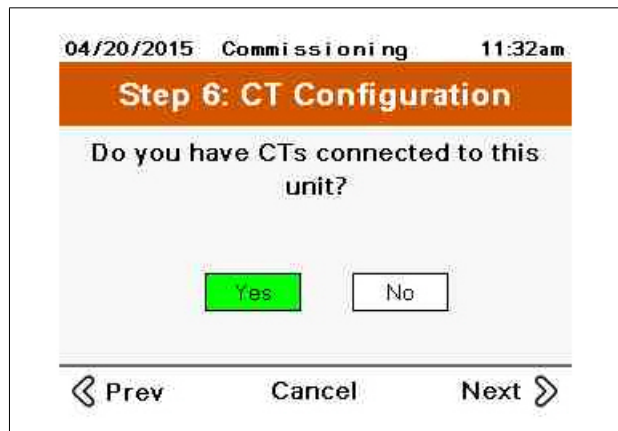 04/20/2015 Commissioning 11:32am
Step 6: CT Configuration
Do you have CTs connected to this
unit?
Yes No
Prev Cancel Next